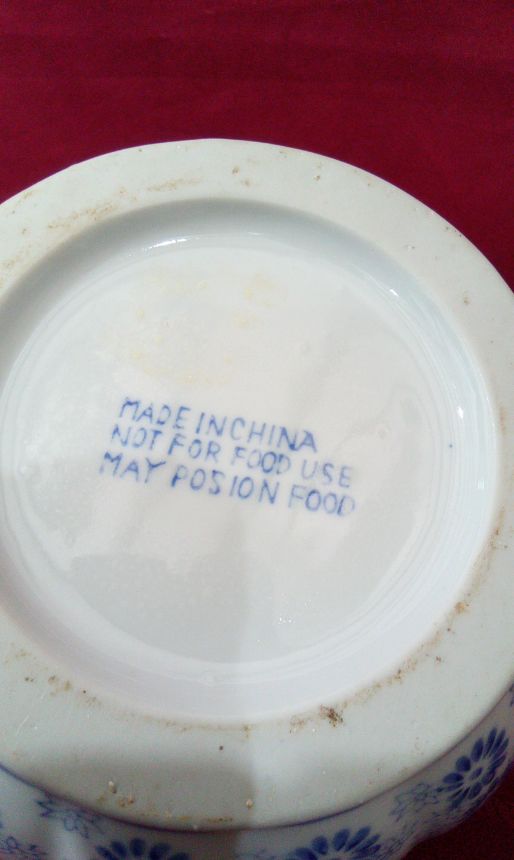 MADE IN CHINA
NOT FOR FOOD USE
MAY POSION FOOD